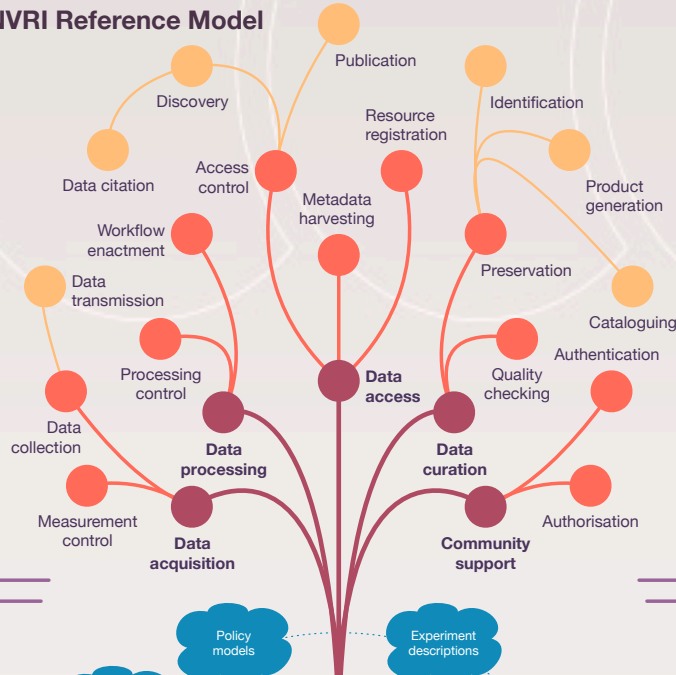 NVRI Reference Model
Publication
Discovery
Identification
Resource
registration
Data citation
Access
control
Product
generation
Metadata
harvesting
Workflow
enactment
Preservation
Data
transmission
Cataloguing
Processing
control
Data
access
Quality
checking
Authentication
Data
collection
Data
processing
Data
curation
Measurement
control
Authorisation
Data
acquisition
Community
support
Policy
models
Experiment
descriptions